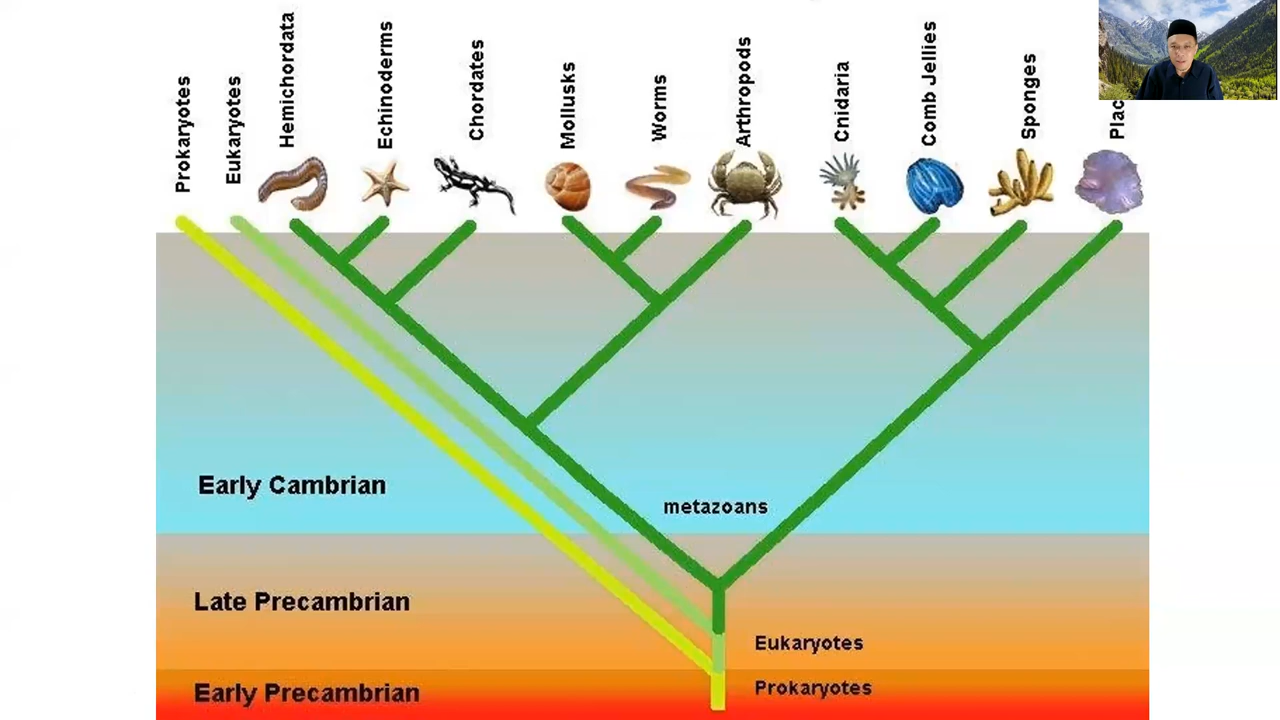 Prokaryotes
Eukaryotes
Hemichordata
Echinoderms
Chordates
Mollusks
Worms
Arthropods
Cnidaria
Comb Jellies
Sponges
Plac
Early Cambrian
metazoans
Late Precambrian
Eukaryotes
Early Precambrian
Prokaryotes